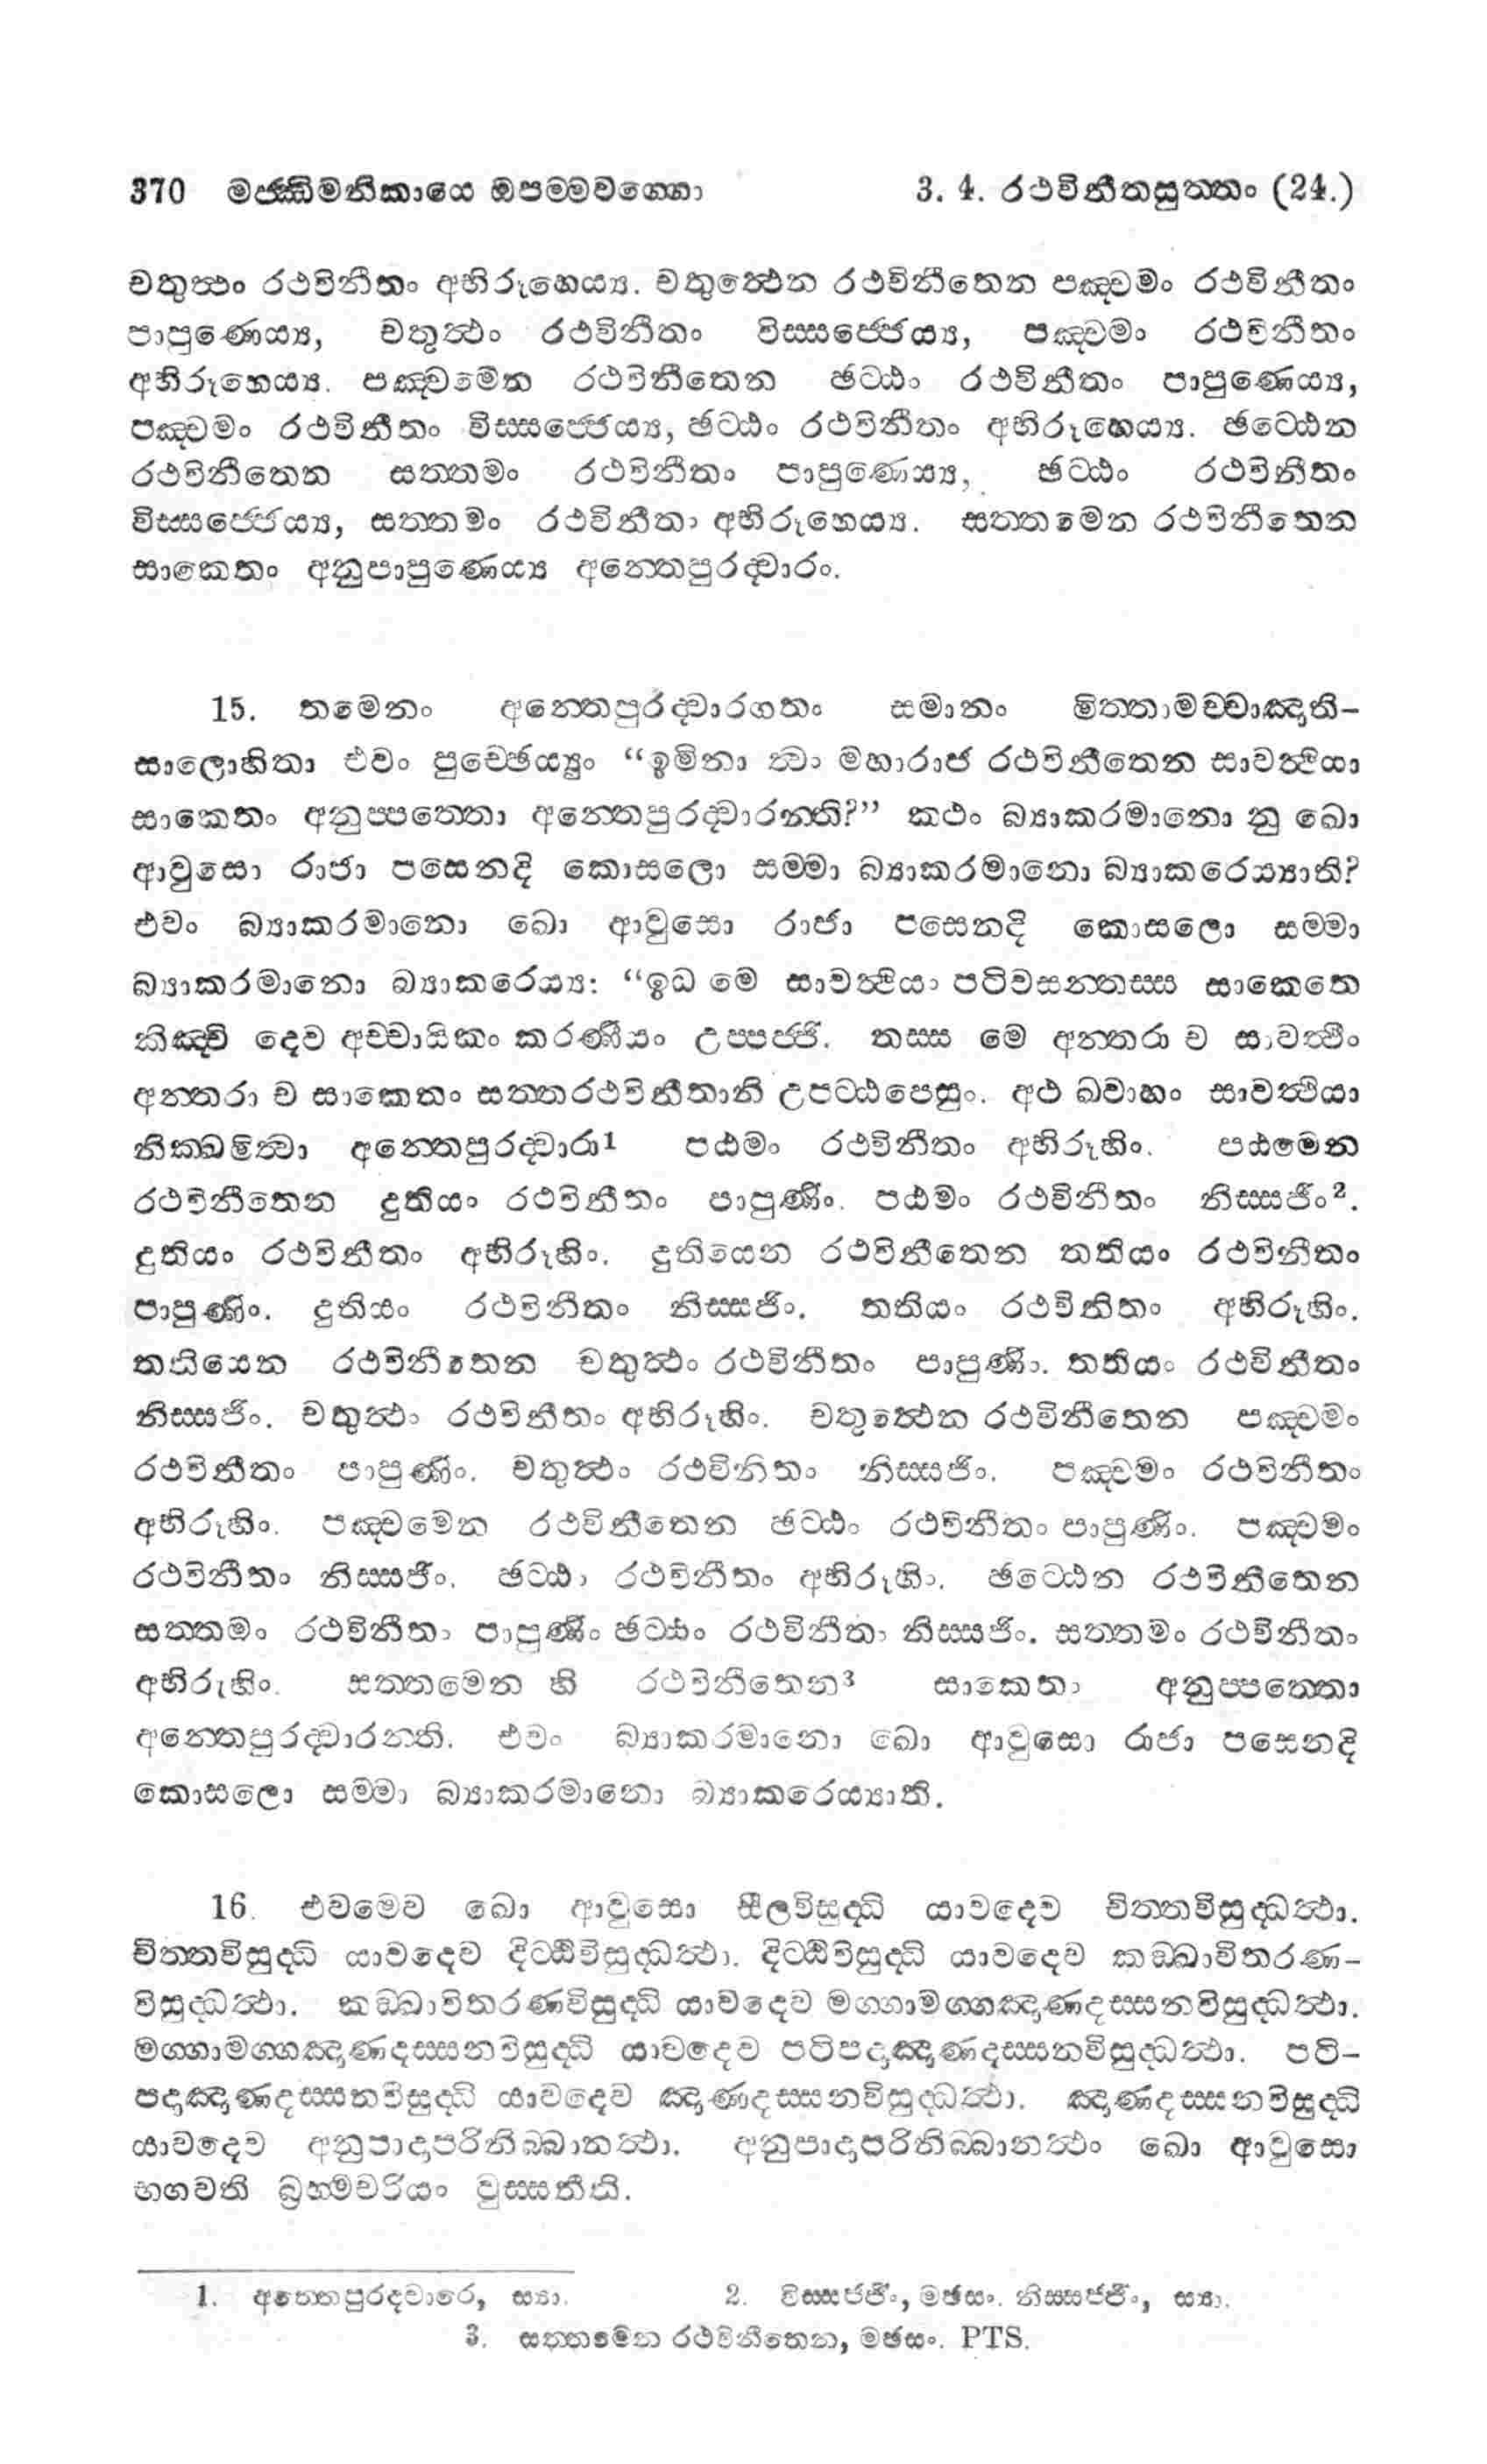 370 මජ්ඣිමනිකායෙ ඔපම්මවග්ගො 3. 4. රථවිනීතසුත්තං (24.)
චතුත්ථං රථවිනීතං අභිරූහෙය්‍ය. චතුත්ථෙන රථවිනීතෙන පඤ්චමං රථවිනීතං
පාපුණෙය්‍ය, චතුත්ථං රථවිනීතං විස්සජ්ජෙය්‍ය, පඤ්චමං රථවිනීතං
අභිරූහෙය්‍ය. පඤ්චමෙන රථවිනීතෙන ඡට්ඨං රථවිනීතං පාපුණෙය්‍ය,
පඤ්චමං රථවිනීතං විස්සජ්ජෙය්‍ය, ඡට්ඨං රථවිනීතං අභිරූහෙය්‍ය. ඡට්ඨෙන
රථවිනීතෙන සත්තමං රථවිනීතං පාපුණෙය්‍ය, ඡට්ඨං රථවිනීතං
විස්සජ්ජෙය්‍ය, සත්තමං රථවිනීතං අභිරූහෙය්‍ය. සත්තමෙන රථවිනීතෙන
සාකෙතං අනුපාපුණෙය්‍ය අන්තෙපුරද්වාරං.
15. තමෙනං අන්තෙපුරද්වාරගතං සමානං මිත්තාමච්චාඤාති-
සාලොහිතා එවං පුච්ඡෙය්‍යුං “ඉමිනා ත්වං මහාරාජ රථවිනීතෙන සාවත්ථියා
සාකෙතං අනුප්පත්තො අන්තෙපුරද්වාරන්ති?” කථං බ්‍යාකරමානො නු ඛො
ආවුසො රාජා පසෙනදි කොසලො සම්මා බ්‍යාකරමානො බ්‍යාකරෙය්‍යාති?
එවං බ්‍යාකරමානො ඛො ආවුසො රාජා පසෙනදි කොසලො සම්මා
බ්‍යාකරමානො බ්‍යාකරෙය්‍ය: “ඉධ මෙ සාවත්ථියං පටිවසන්තස්ස සාකෙතෙ
කිඤ්චි දෙව අච්චායිකං කරණීයං උප්පජ්ජි. තස්ස මෙ අන්තරා ච සාවත්ථිං
අන්තරා ච සාකෙතං සත්තරථවිනීතානි උපට්ඨපෙසුං. අථ ඛ්වාහං සාවත්ථියා
නික්ඛමිත්වා අන්තෙපුරද්වාරා1 පඨමං රථවිනීතං අභිරූහිං. පඨමෙන
රථවිනීතෙන දුතියං රථවිනීතං පාපුණිං. පඨමං රථවිනීතං නිස්සජිං2.
දුතියං රථවිනීතං අභිරූහිං. දුතියෙන රථවිනීතෙන තතියං රථවිනීතං
පාපුණිං. දුතියං රථවිනීතං නිස්සජිං. තතියං රථවිනිතං අභිරූහිං.
තතියෙන රථවිනීතෙන චතුත්ථං රථවිනීතං පාපුණිං. තතියං රථවිනීතං
නිස්සජිං. චතුත්ථං රථවිනීතං අභිරූහිං. චතුත්ථෙන රථවිනීතෙන පඤ්චමං
රථවිනීතං පාපුණිං. චතුත්ථං රථවිනිතං නිස්සජිං. පඤ්චමං රථවිනීතං
අභිරූහිං. පඤ්චමෙන රථවිනීතෙන ඡට්ඨං රථවිනීතං පාපුණිං. පඤ්චමං
රථවිනීතං නිස්සජිං. ඡට්ඨං රථවිනීතං අභිරූහිං. ඡට්ඨෙන රථවිනීතෙන
සත්තමං රථවිනීතං පාපුණිං ඡට්ඨං රථවිනීතං නිස්සජිං. සත්තමං රථවිනීතං
අභිරුහිං. සත්තමෙන හි රථවිනීතෙන3 සාකෙතං අනුප්පත්තො
අන්තෙපුරද්වාරන්ති. එවං බ්‍යාකරමානො ඛො ආවුසො රාජා පසෙනදි
කොසලො සම්මා බ්‍යාකරමානො බ්‍යාකරෙය්‍යාති.
16. එවමෙව ඛො ආවුසො සීලවිසුද්ධි යාවදෙව චිත්තවිසුද්ධත්ථා.
චිත්තවිසුද්ධි යාවදෙව දිට්ඨිවිසුද්ධත්ථා. දිට්ඨිවිසුද්ධි යාවදෙව කඞ්ඛාවිතරණ-
විසුද්ධත්ථා. කඞ්ඛාවිතරණවිසුද්ධි යාවදෙව මග්ගාමග්ගඤාණදස්සනවිසුද්ධත්ථා.
මග්ගාමග්ගඤාණදස්සනවිසුද්ධි යාවදෙව පටිපදාඤාණදස්සනවිසුද්ධත්ථා. පටි-
පදාඤාණදස්සනවිසුද්ධි යාවදෙව ඤාණදස්සනවිසුද්ධත්ථා. ඤාණදස්සනවිසුද්ධි
යාවදෙව අනුපාදාපරිනිබ්බානත්ථා. අනුපාදාපරිනිබ්බානත්ථං ඛො ආවුසො
භගවති බ්‍රහ්මචරියං වුස්සතීති.
1. අන්තෙපුරද්වාරෙ, ස්‍යා. 2. විස්සජ්ජිං, මඡසං. නිස්සජ්ජිං, ස්‍යා.
3. සත්තමෙන රථවිනීතෙන, මඡසං. PTS.